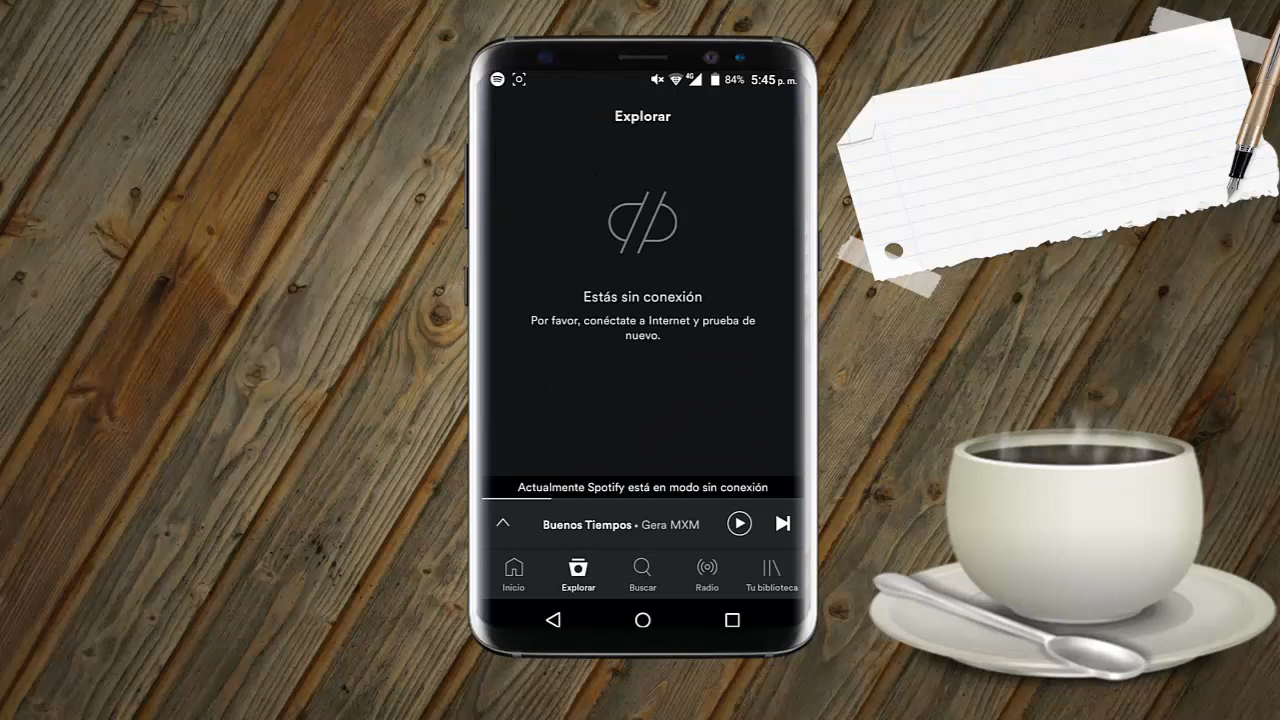 4G 84% 5:45 p. m.
Explorar
Estás sin conexión
Por favor, conéctate a Internet y prueba de
nuevo.
Actualmente Spotify está en modo sin conexión
Buenos Tiempos • Gera MXM
Inicio Explorar Buscar Radio Tu biblioteca